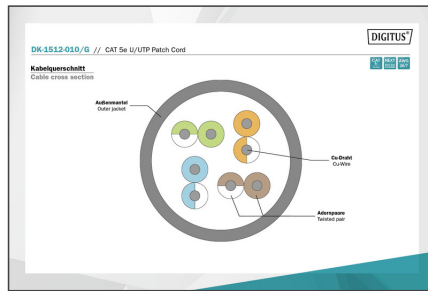 DIGITUS®
DK-1512-010/G // CAT 5e U/UTP Patch Cord
Kabelquerschnitt
Cable cross section
Außenmantel
Outer jacket
Cu-Draht
Cu-Wire
Adernpaare
Twisted pair